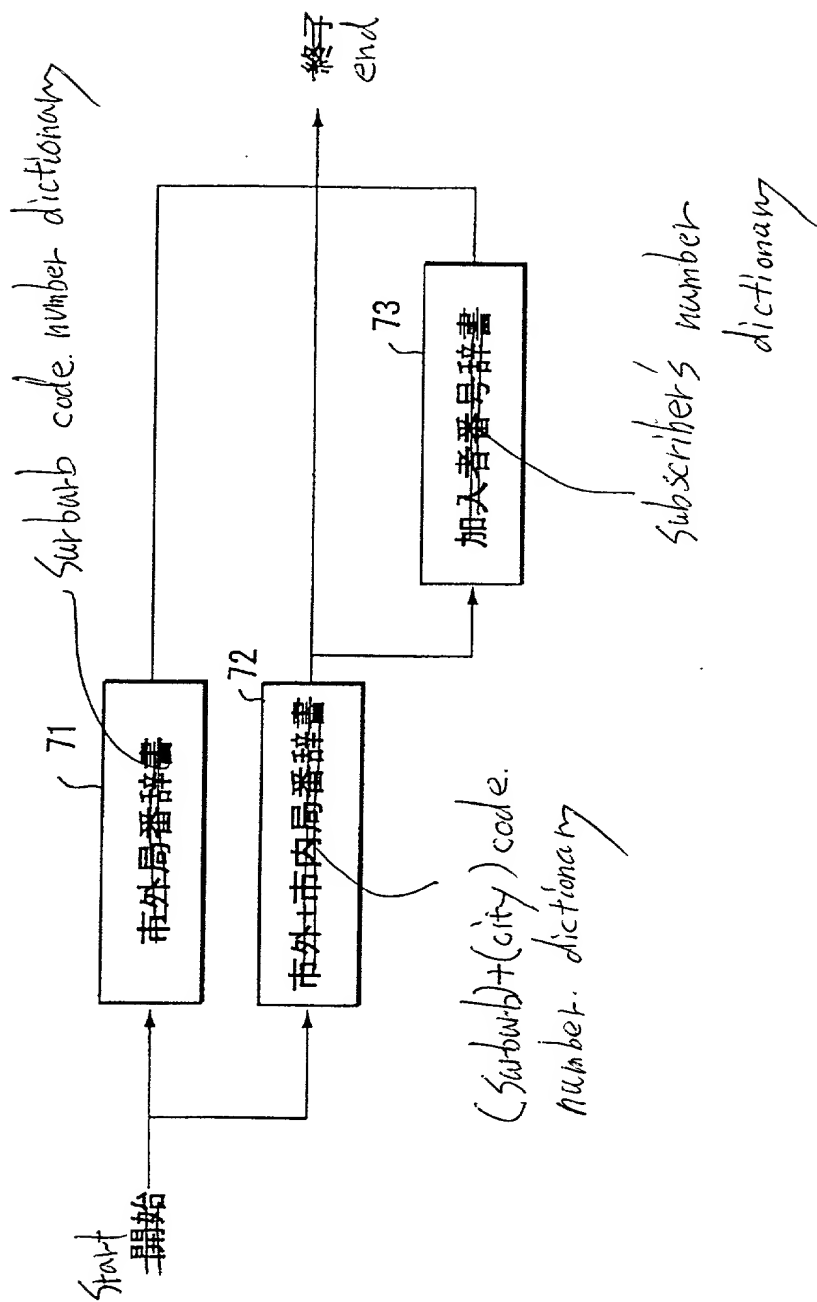 Start
開始
71
市外局番辞書
Surburb code. number dictionary
72
市外+市内局番辞書
(Surburb)+(city) code.
number. dictionary
73
加入者番号辞書
Subscriber's number
dictionary
終了
end